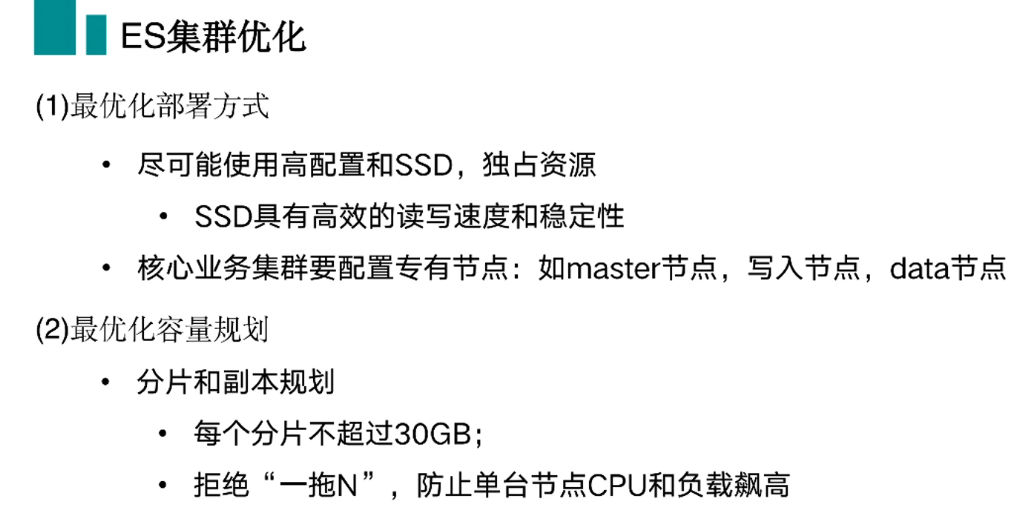 ES集群优化
(1)最优化部署方式
• 尽可能使用高配置和SSD，独占资源
• SSD具有高效的读写速度和稳定性
• 核心业务集群要配置专有节点：如master节点，写入节点，data节点
(2)最优化容量规划
• 分片和副本规划
• 每个分片不超过30GB；
• 拒绝“一拖N”，防止单台节点CPU和负载飙高